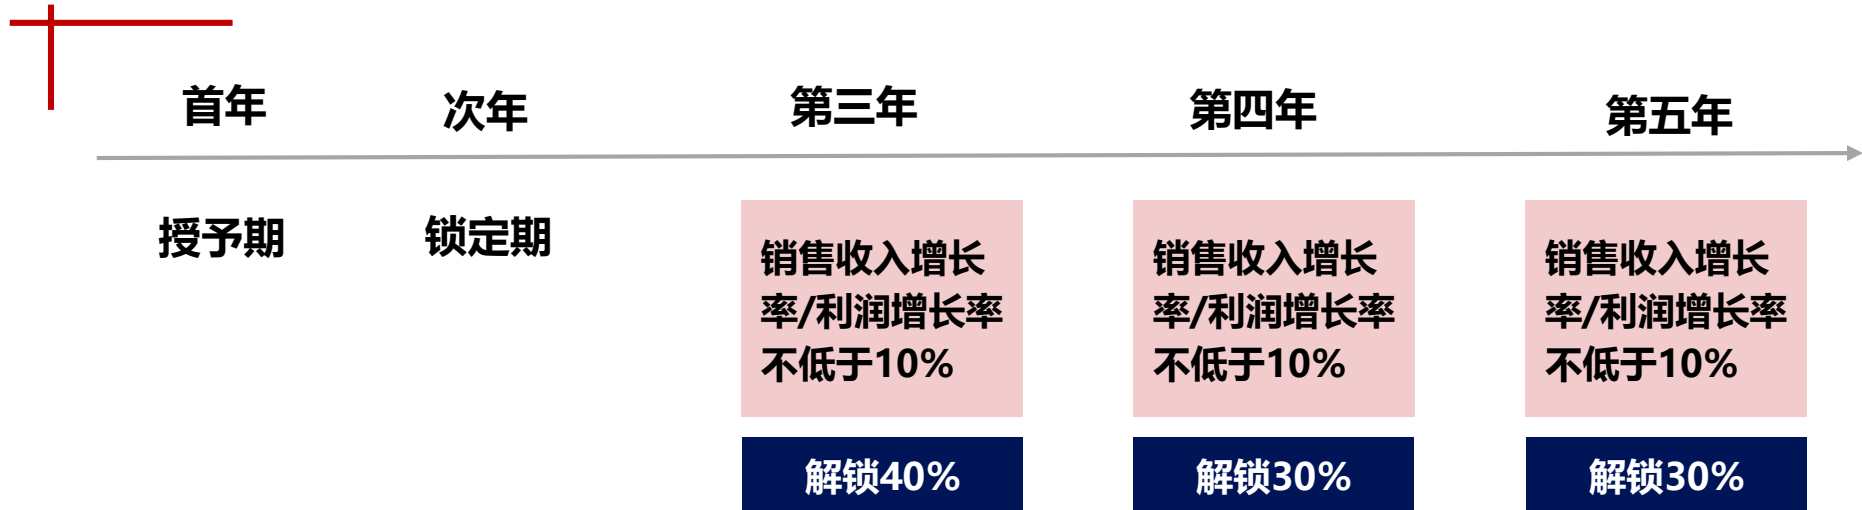 首年
次年
第三年
第四年
第五年
授予期
锁定期
销售收入增长
率/利润增长率
不低于10%
销售收入增长
率/利润增长率
不低于10%
销售收入增长
率/利润增长率
不低于10%
解锁40%
解锁30%
解锁30%